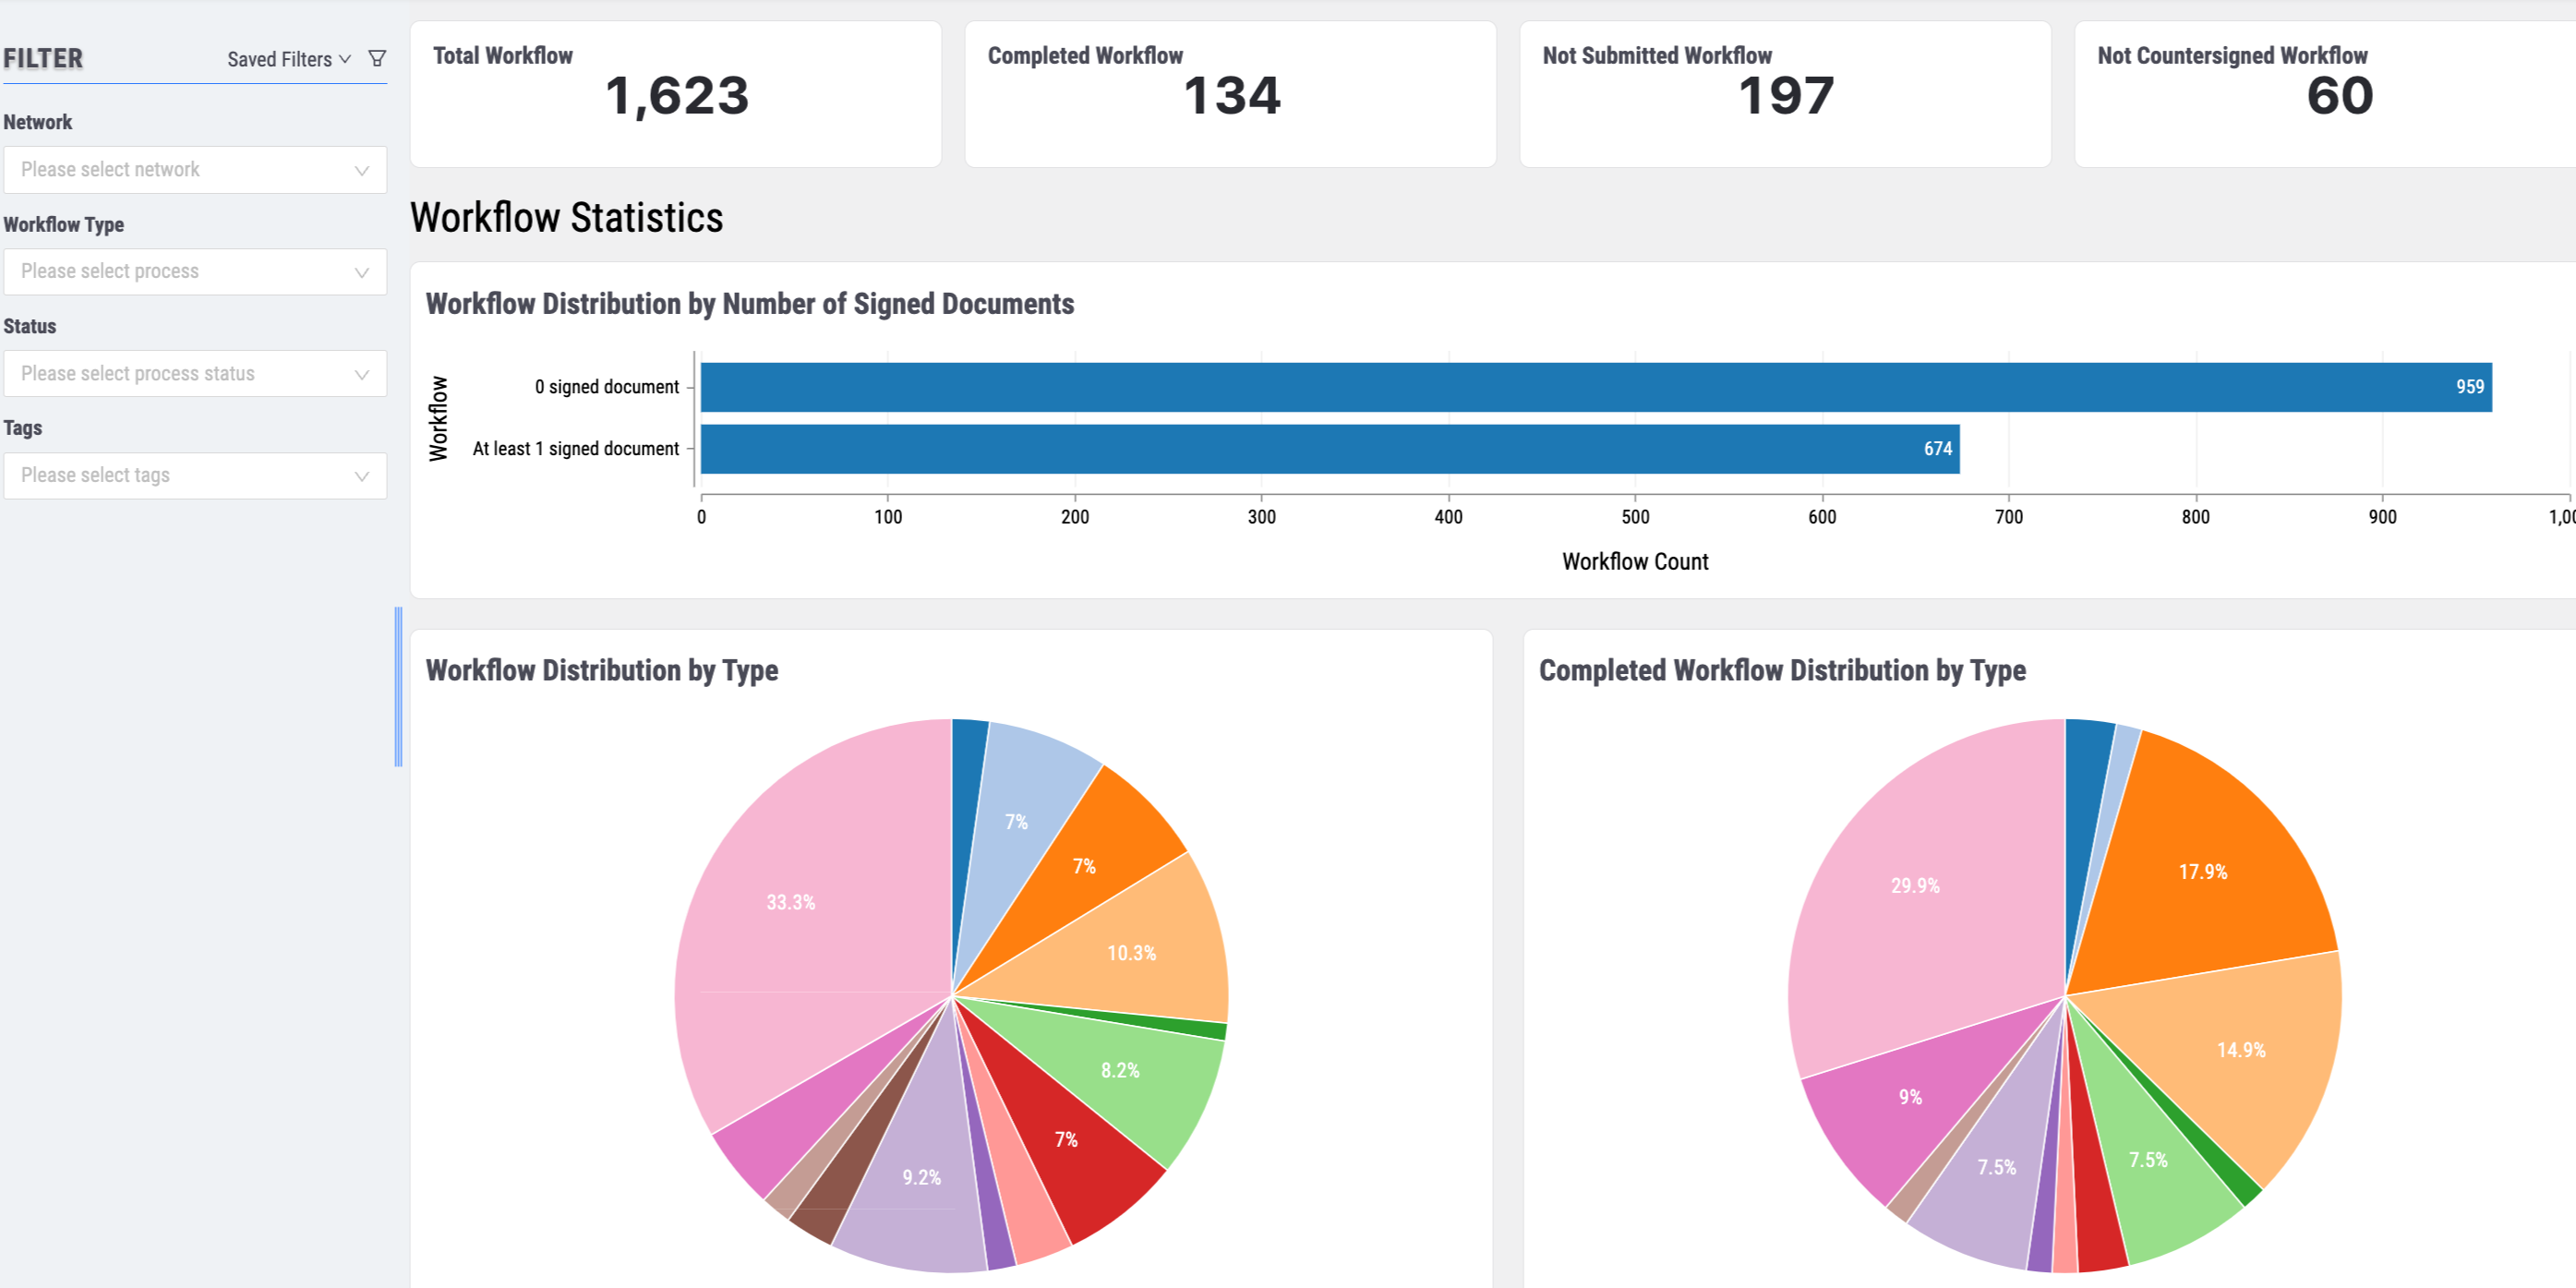 FILTER
Saved Filters
Network
Please select network
Workflow Type
Please select process
Status
Please select process status
Tags
Please select tags
Total Workflow
1,623
Completed Workflow
134
Not Submitted Workflow
197
Not Countersigned Workflow
60
Workflow Statistics
Workflow Distribution by Number of Signed Documents
Workflow
0 signed document
959
At least 1 signed document
674
0 100 200 300 400 500 600 700 800 900 1,00
Workflow Count
Workflow Distribution by Type
7%
7%
33.3%
10.3%
8.2%
7%
9.2%
Completed Workflow Distribution by Type
17.9%
29.9%
14.9%
9%
7.5%
7.5%